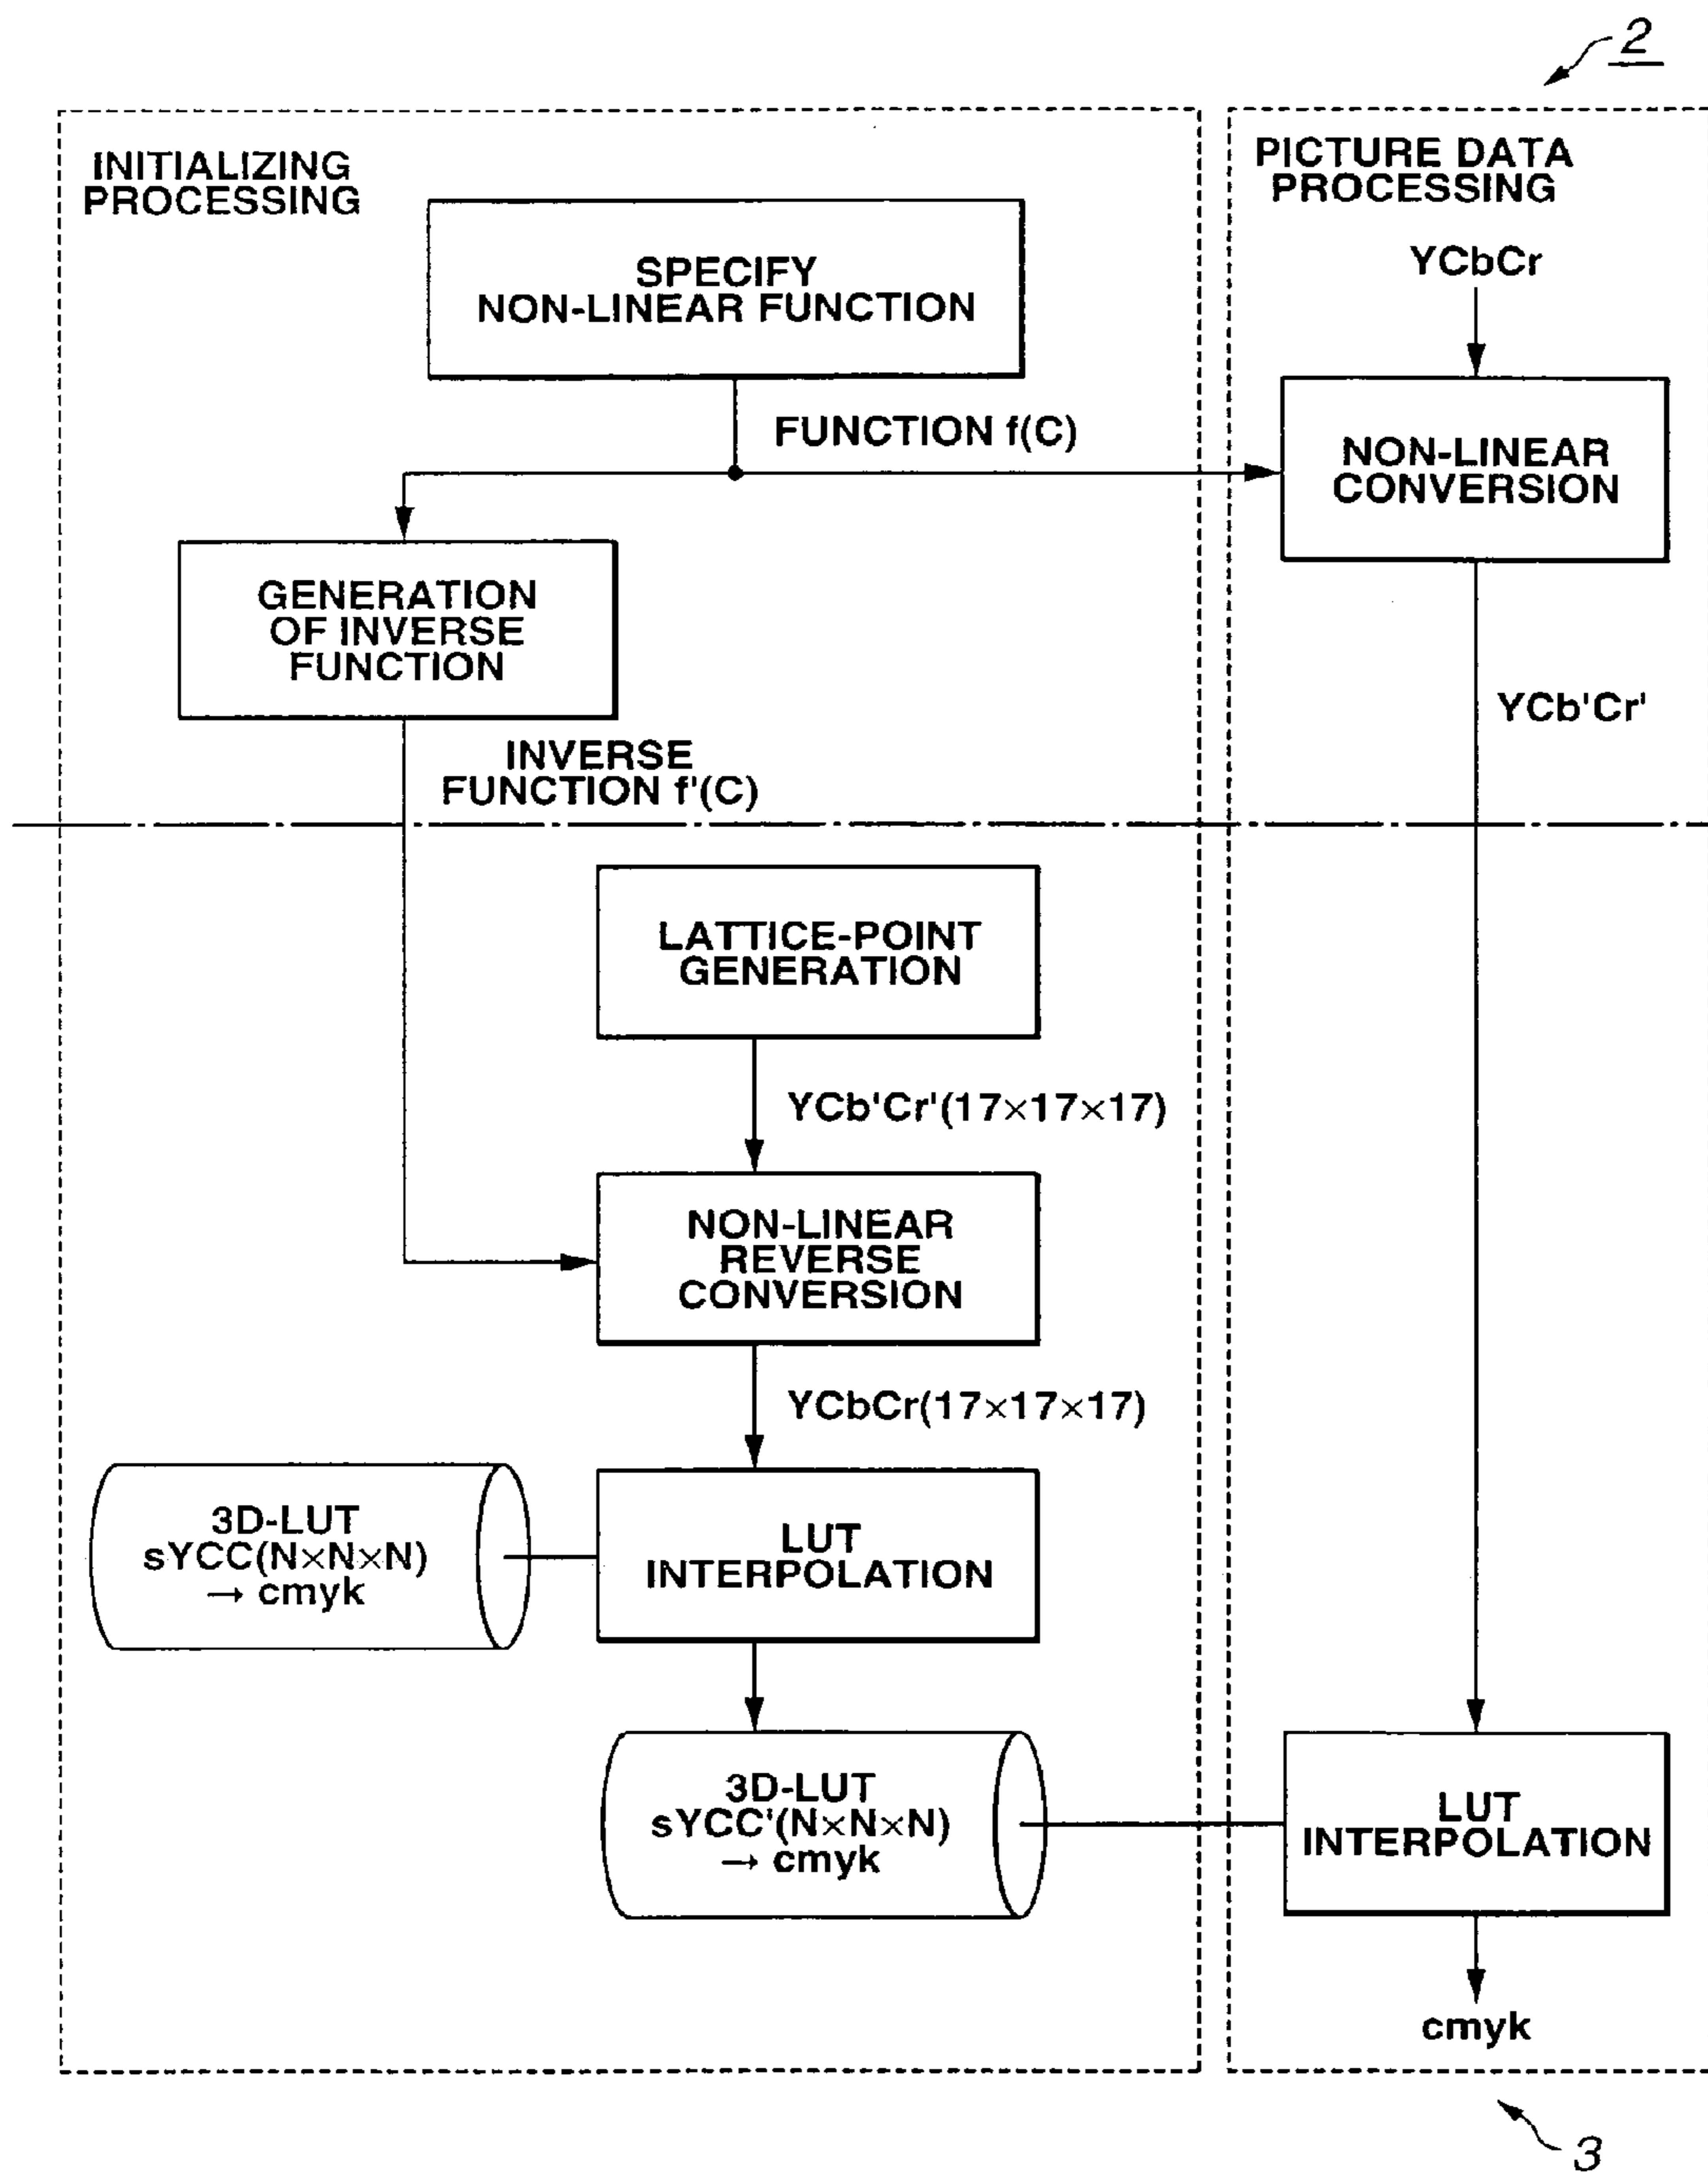 2
INITIALIZING
PROCESSING
PICTURE DATA
PROCESSING
SPECIFY
NON-LINEAR FUNCTION
YCbCr
FUNCTION f(C)
NON-LINEAR
CONVERSION
GENERATION
OF INVERSE
FUNCTION
YCb'Cr'
INVERSE
FUNCTION f'(C)
LATTICE-POINT
GENERATION
YCb'Cr'(17×17×17)
NON-LINEAR
REVERSE
CONVERSION
YCbCr(17×17×17)
3D-LUT
sYCC(N×N×N)
→ cmyk
LUT
INTERPOLATION
3D-LUT
sYCC'(N×N×N)
→ cmyk
LUT
INTERPOLATION
cmyk
3